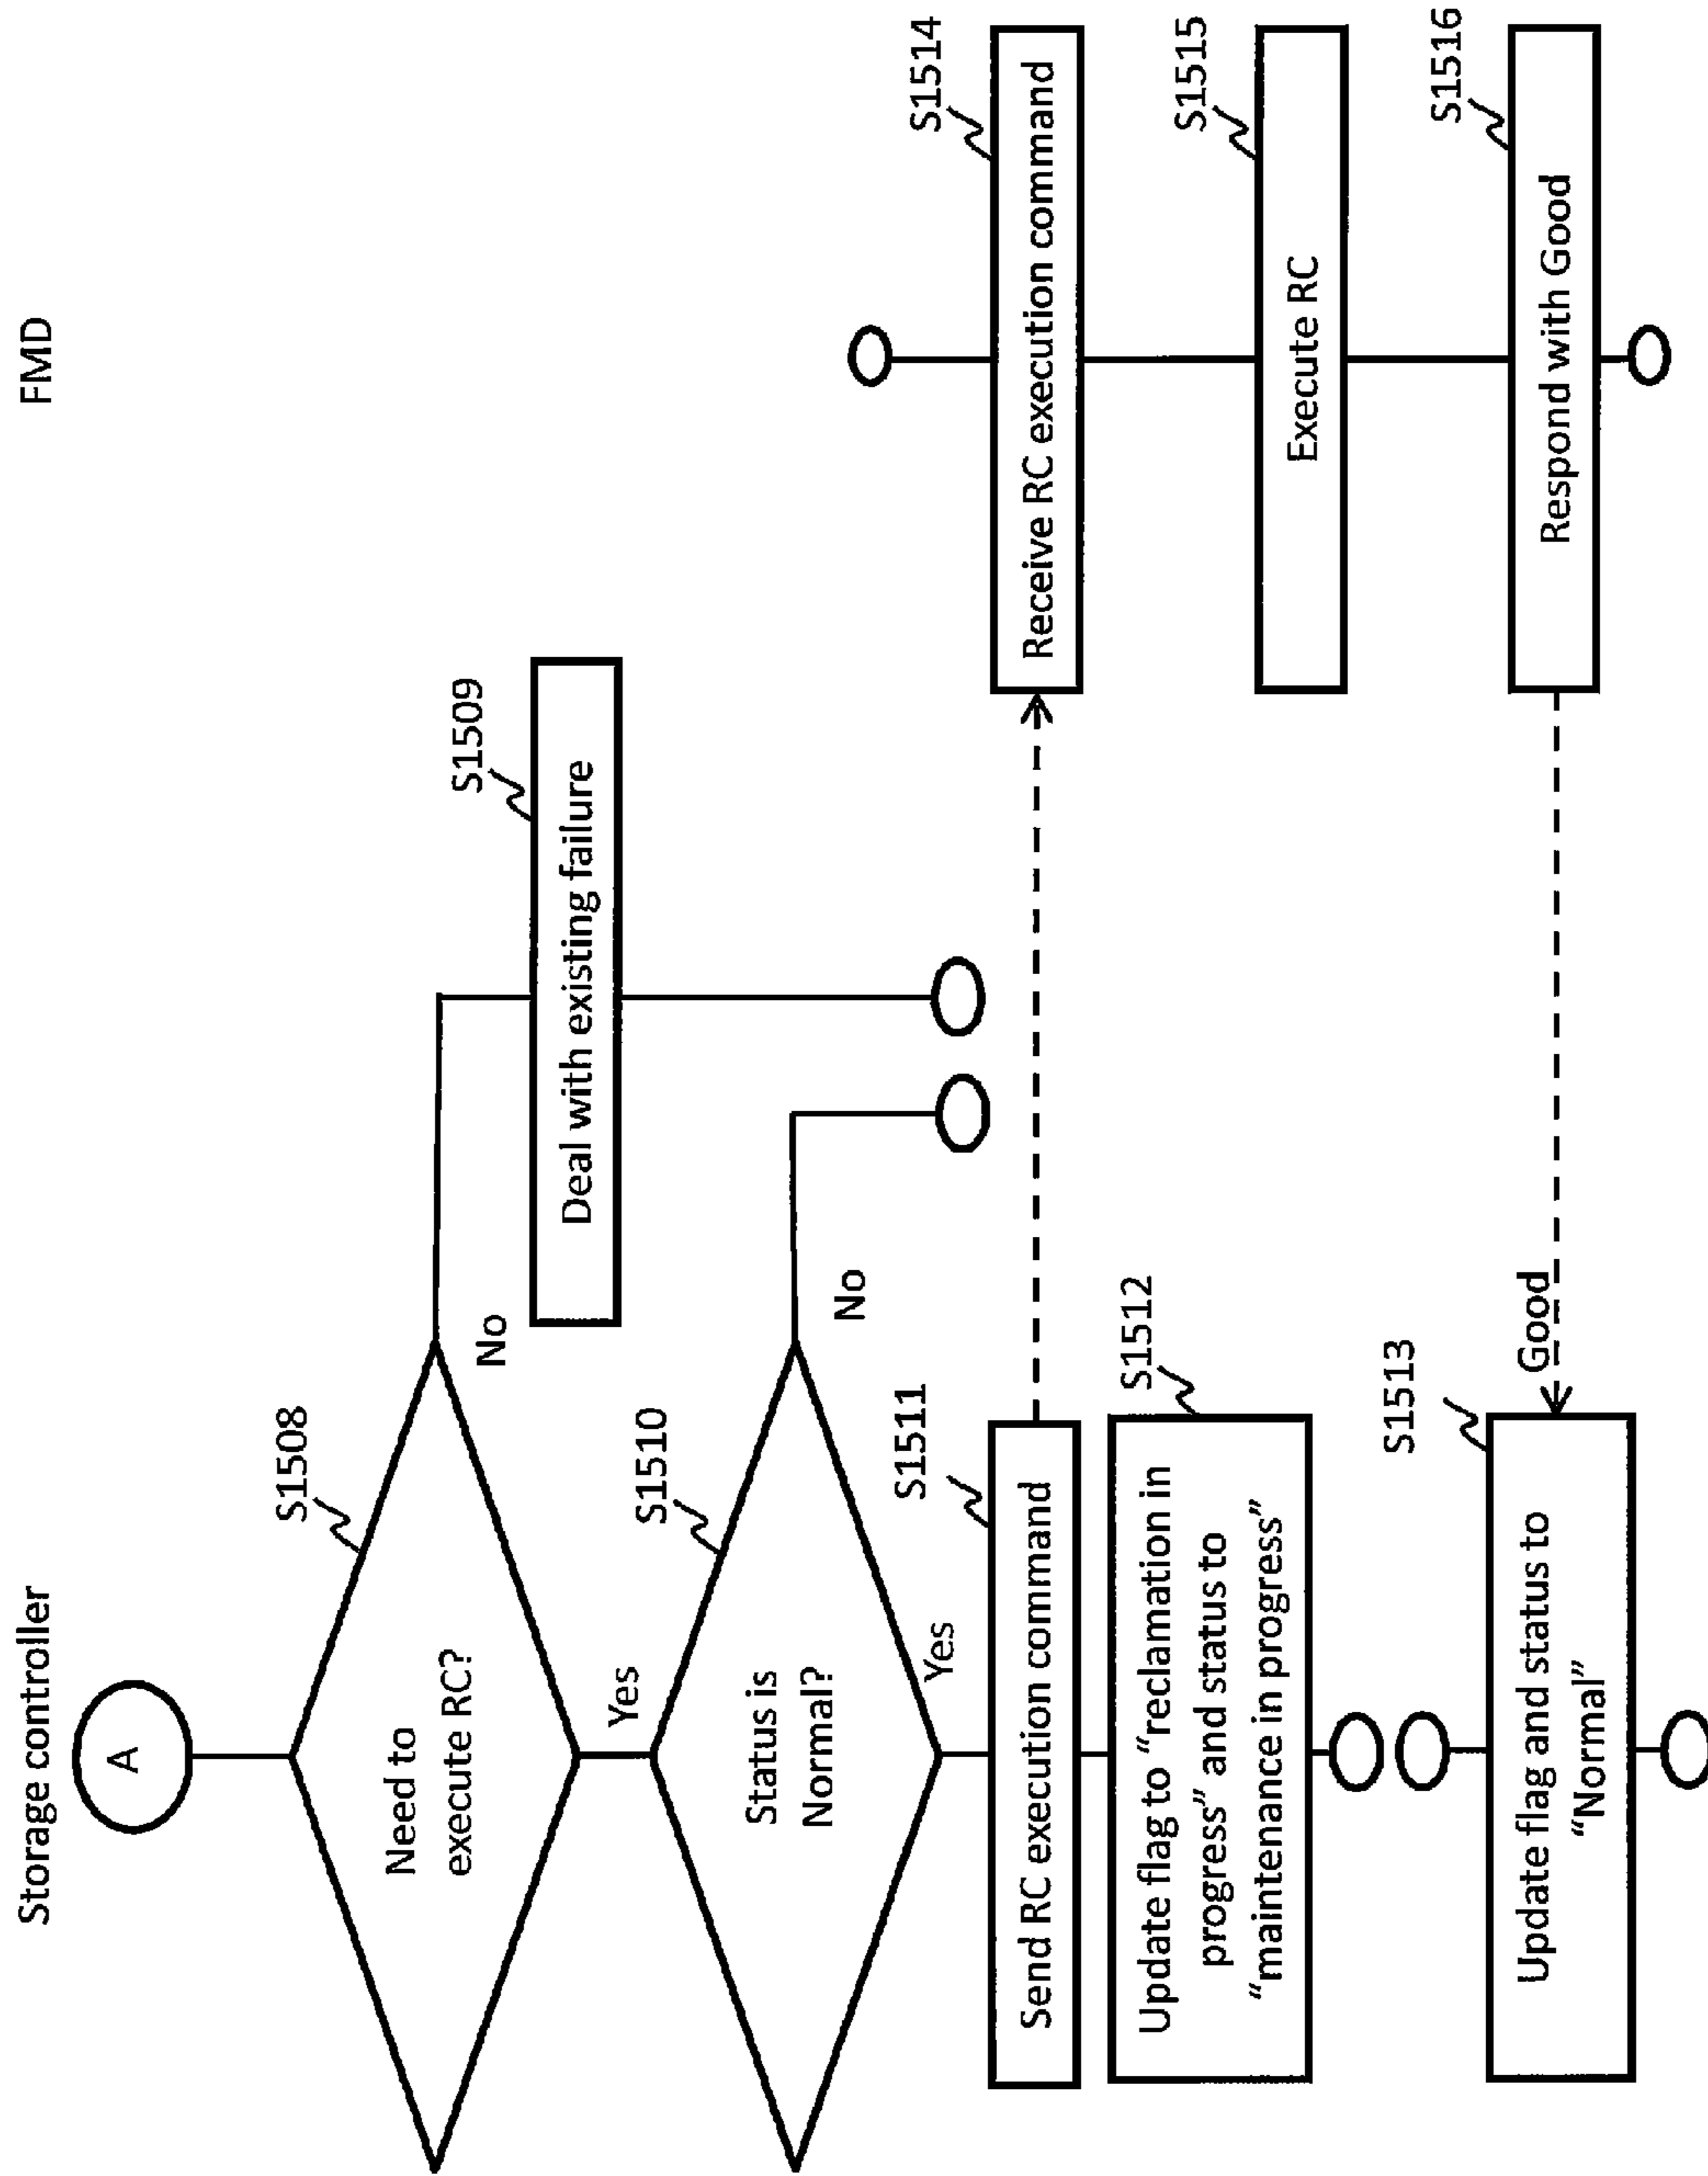 Storage controller
FMD
A
S1508
Need to
execute RC?
No
Yes
S1509
Deal with existing failure
S1510
Status is
Normal?
No
Yes
S1511
Send RC execution command
S1514
Receive RC execution command
S1512
Update flag to “reclamation in
progress” and status to
“maintenance in progress”
S1515
Execute RC
S1513
Good
Update flag and status to
“Normal”
S1516
Respond with Good